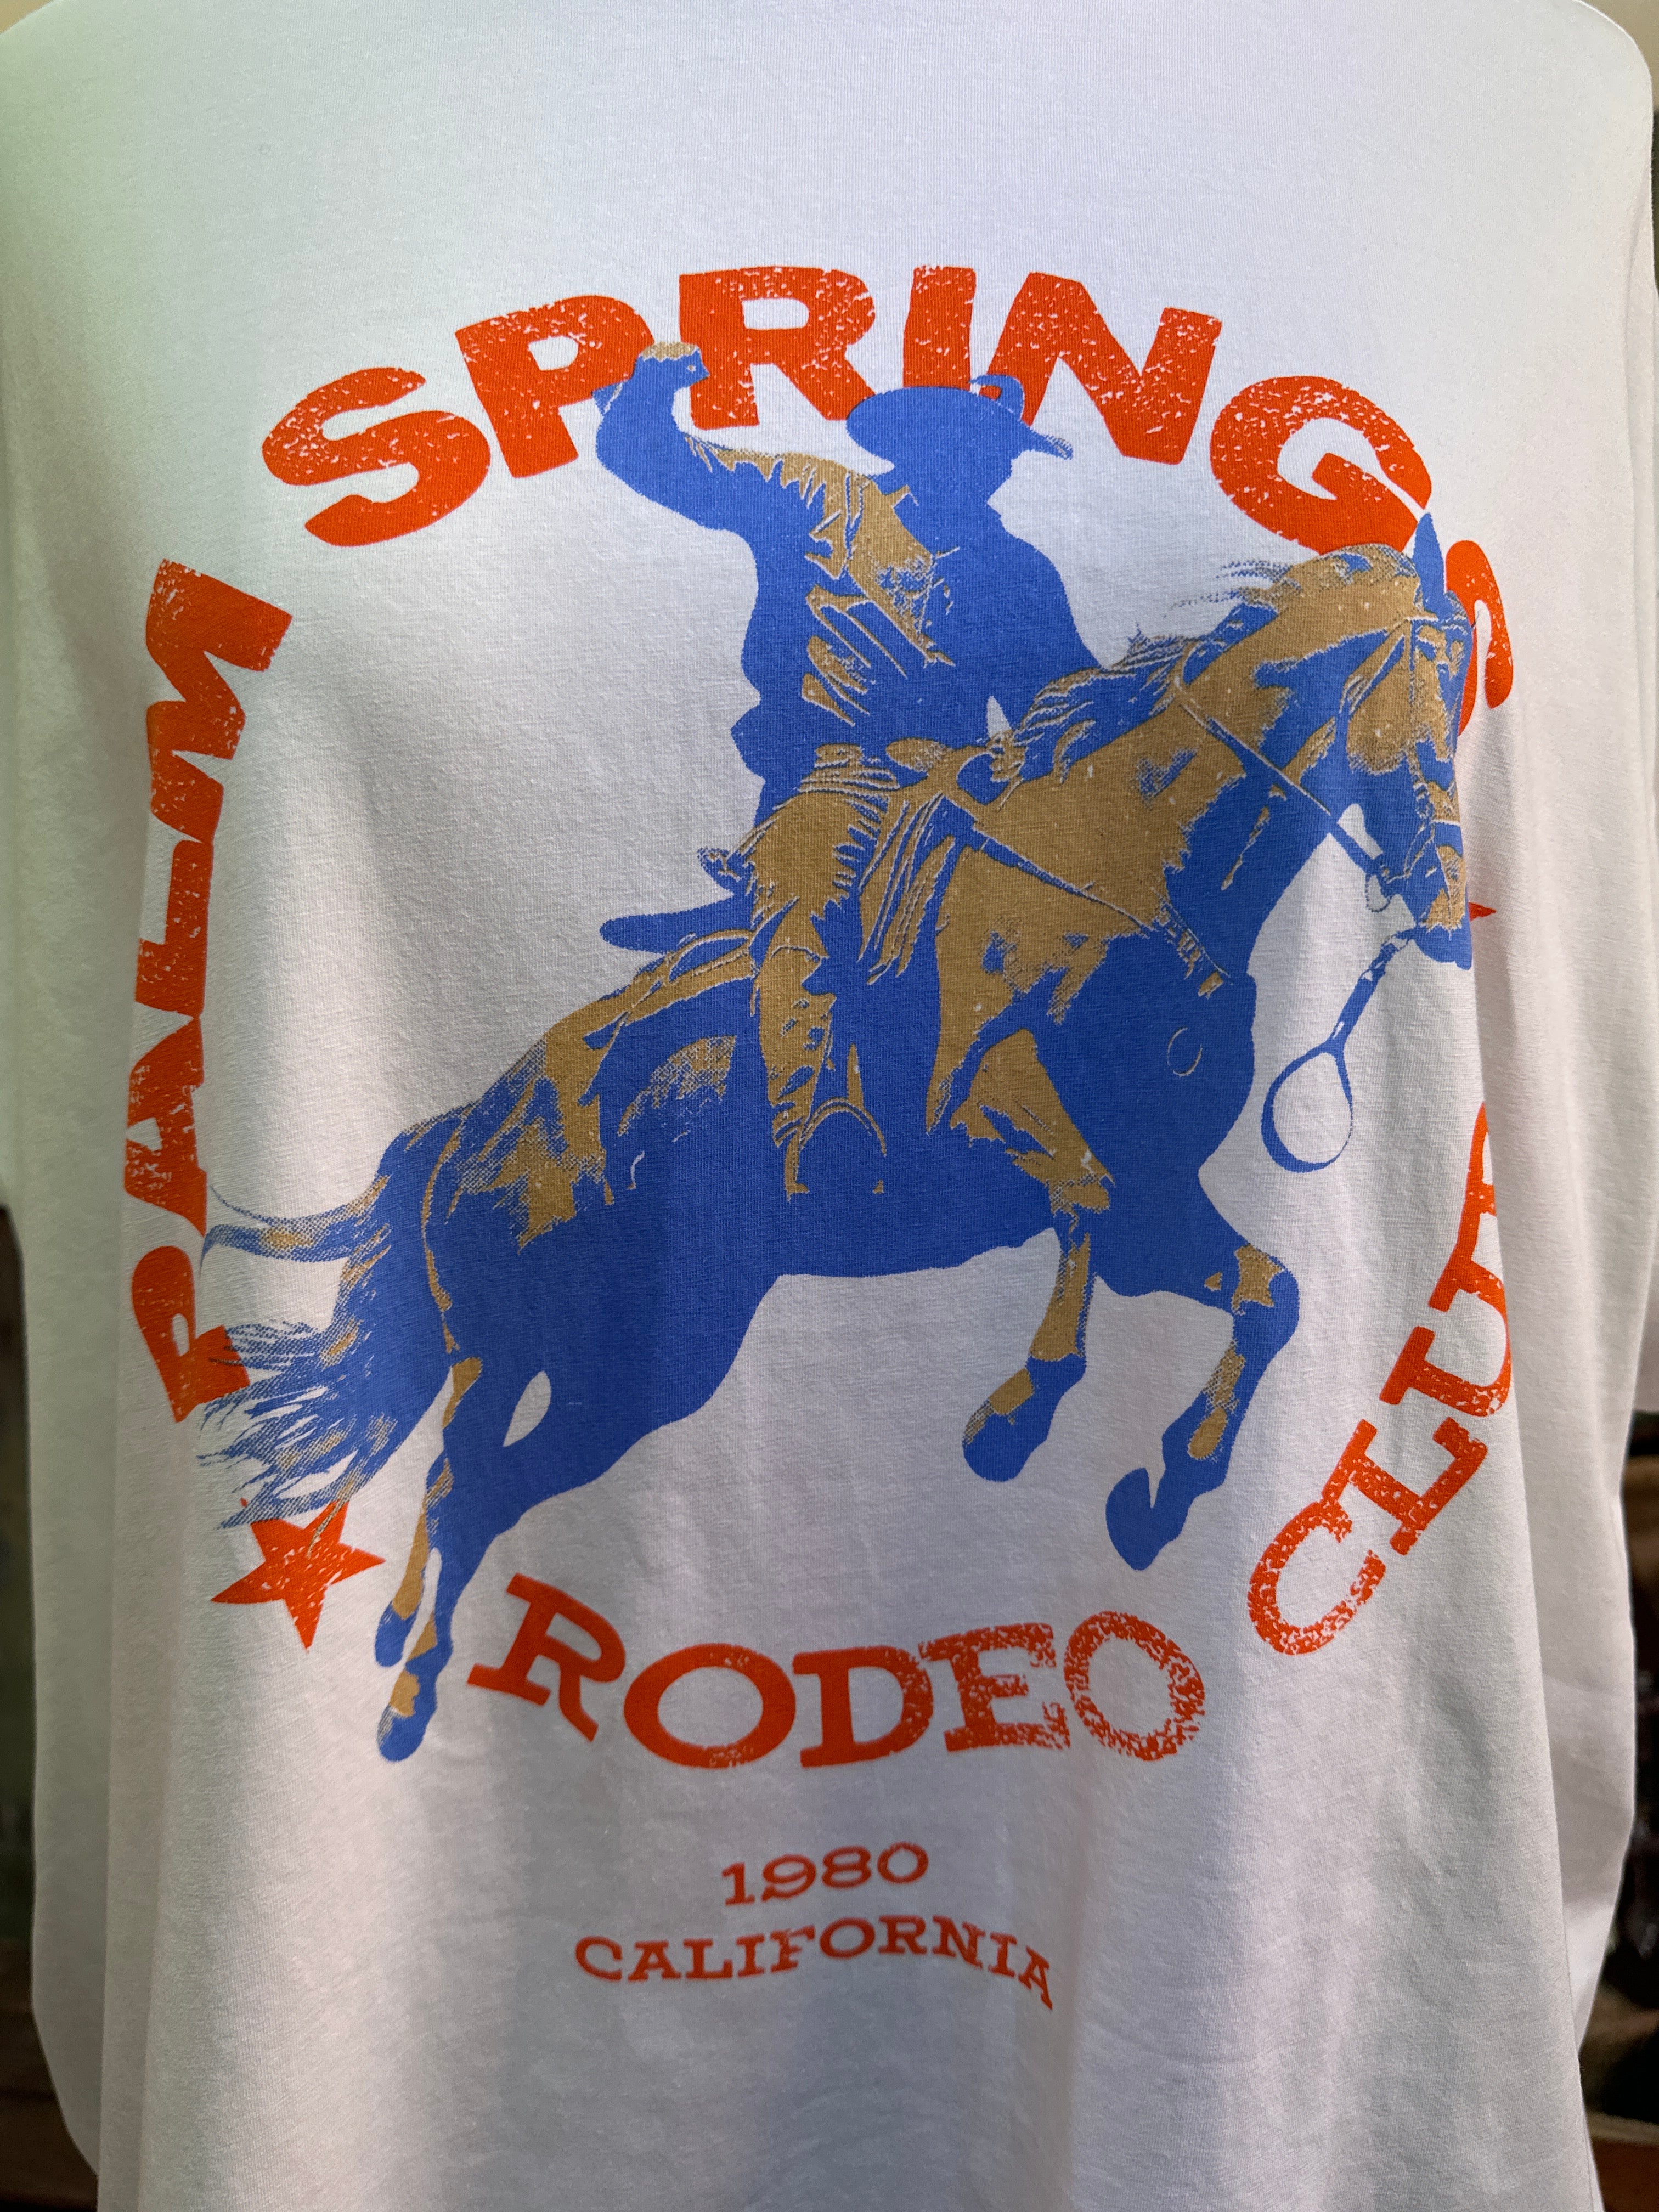 PALM SPRINGS
RODEO CLUB
1980
CALIFORNIA